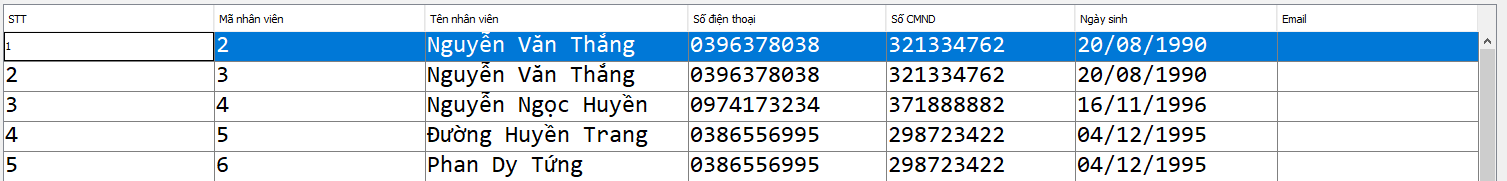 STT Mã nhân viên Tên nhân viên Số điện thoại Số CMND Ngày sinh Email
1 2 Nguyễn Văn Thắng 0396378038 321334762 20/08/1990
2 3 Nguyễn Văn Thắng 0396378038 321334762 20/08/1990
3 4 Nguyễn Ngọc Huyền 0974173234 371888882 16/11/1996
4 5 Đường Huyền Trang 0386556995 298723422 04/12/1995
5 6 Phan Dy Tứng 0386556995 298723422 04/12/1995